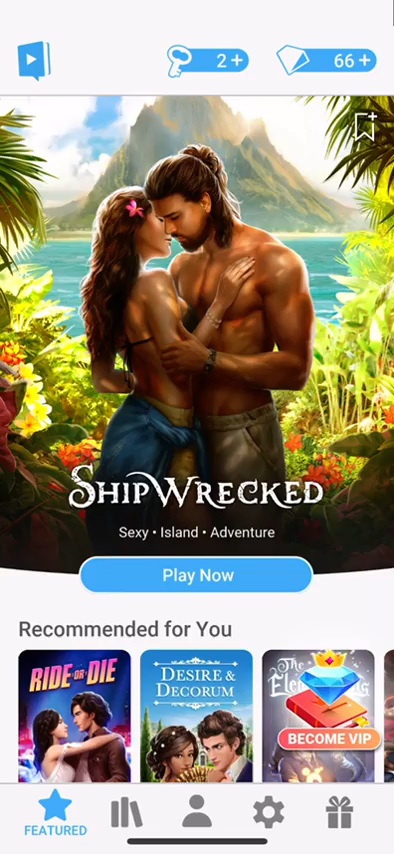 2 +
66 +
SHIPWRECKED
Sexy • Island • Adventure
Play Now
Recommended for You
RIDE OR DIE
DESIRE &
DECORUM
The
BECOME VIP
FEATURED